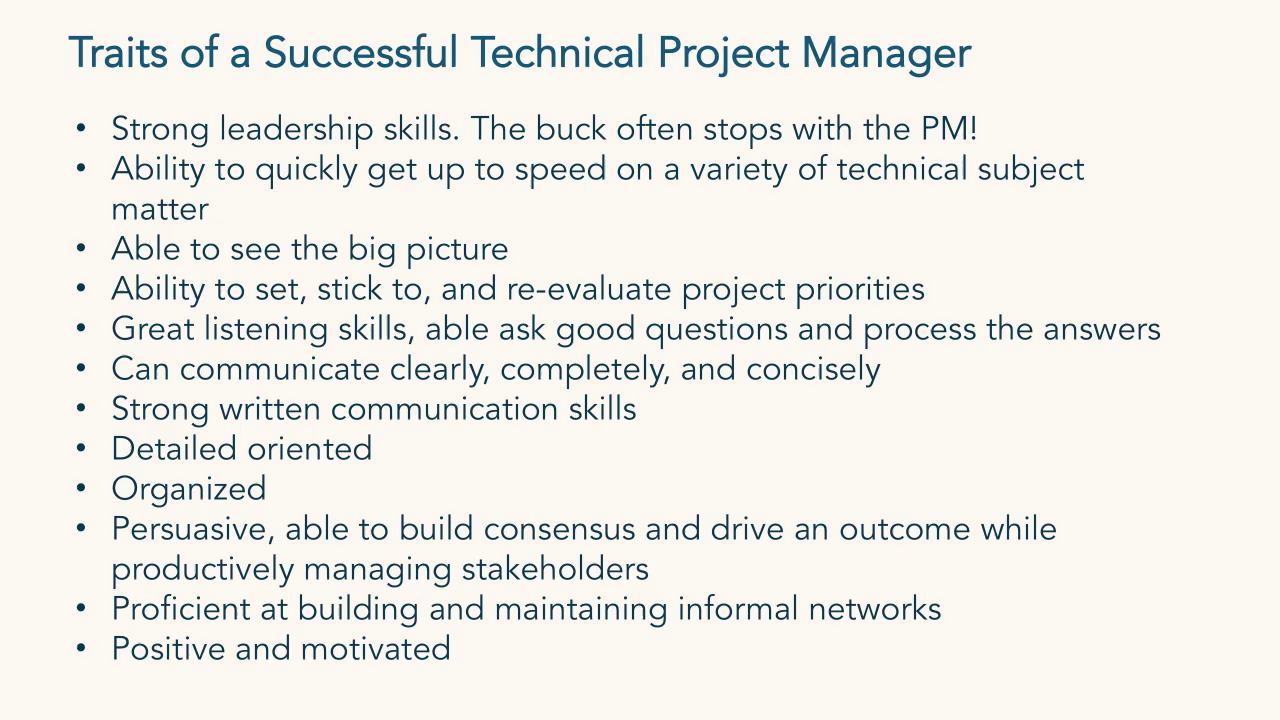 Traits of a Successful Technical Project Manager
• Strong leadership skills. The buck often stops with the PM!
• Ability to quickly get up to speed on a variety of technical subject
matter
• Able to see the big picture
• Ability to set, stick to, and re-evaluate project priorities
• Great listening skills, able ask good questions and process the answers
• Can communicate clearly, completely, and concisely
• Strong written communication skills
• Detailed oriented
• Organized
• Persuasive, able to build consensus and drive an outcome while
productively managing stakeholders
• Proficient at building and maintaining informal networks
• Positive and motivated